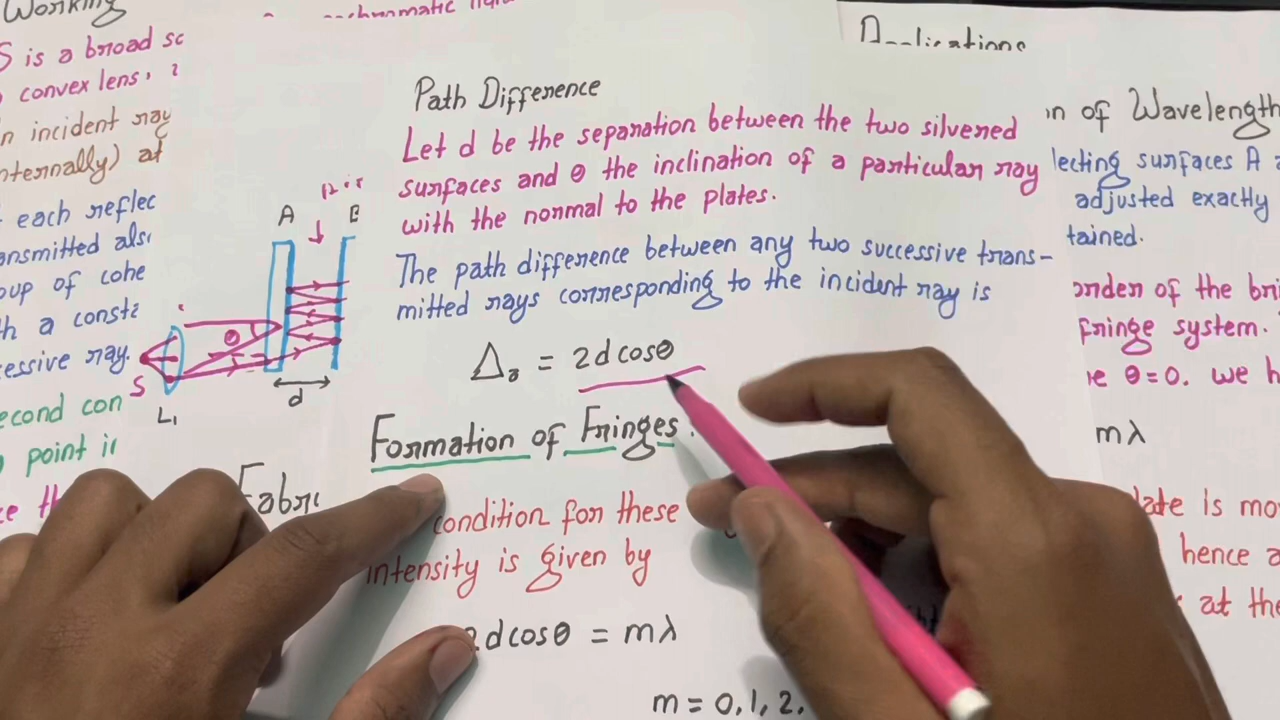 Working
S is a broad sc
convex lens,
n incident ray
nternally) at
each reflec
ansmitted als
oup of cohe
h a const
essive ray.
econd con
point i
Fabr
A
B
air
θ
S
L₁
d
Path Difference
Let d be the separation between the two silvered
surfaces and θ the inclination of a particular ray
with the normal to the plates.
The path difference between any two successive trans-
mitted rays corresponding to the incident ray is
= 2d cosθ
Formation of Fringes.
condition for these
intensity is given by
2d cosθ = mλ
m = 0,1,2,
Applications
n of Wavelength
lecting surfaces A
adjusted exactly
tained.
order of the bri
fringe system.
θ=0. we h
mλ
late is mo
hence a
at the